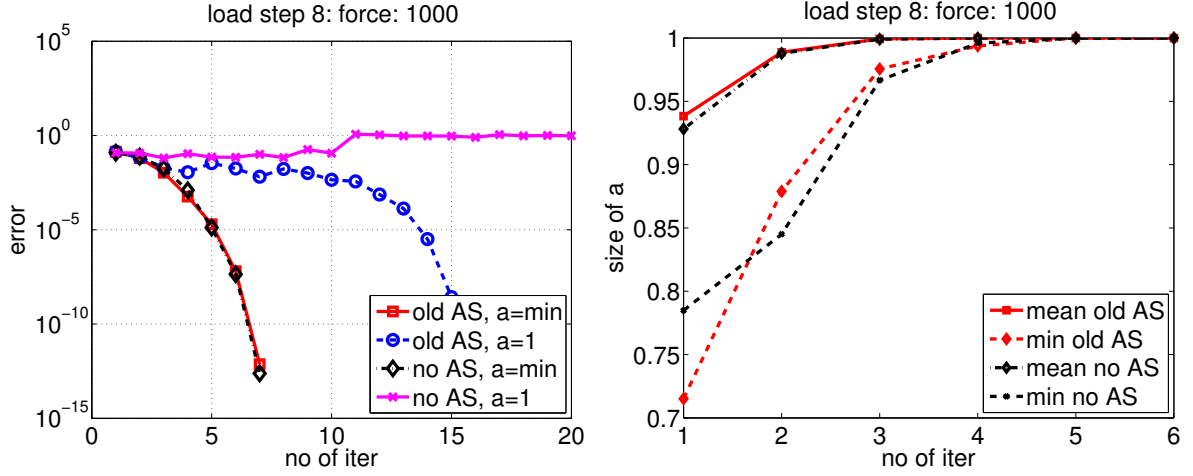 load step 8: force: 1000
10^5
10^0
10^-5
10^-10
10^-15
error
0 5 10 15 20
no of iter
old AS, a=min
old AS, a=1
no AS, a=min
no AS, a=1
load step 8: force: 1000
1
0.95
0.9
0.85
0.8
0.75
0.7
size of a
1 2 3 4 5 6
no of iter
mean old AS
min old AS
mean no AS
min no AS